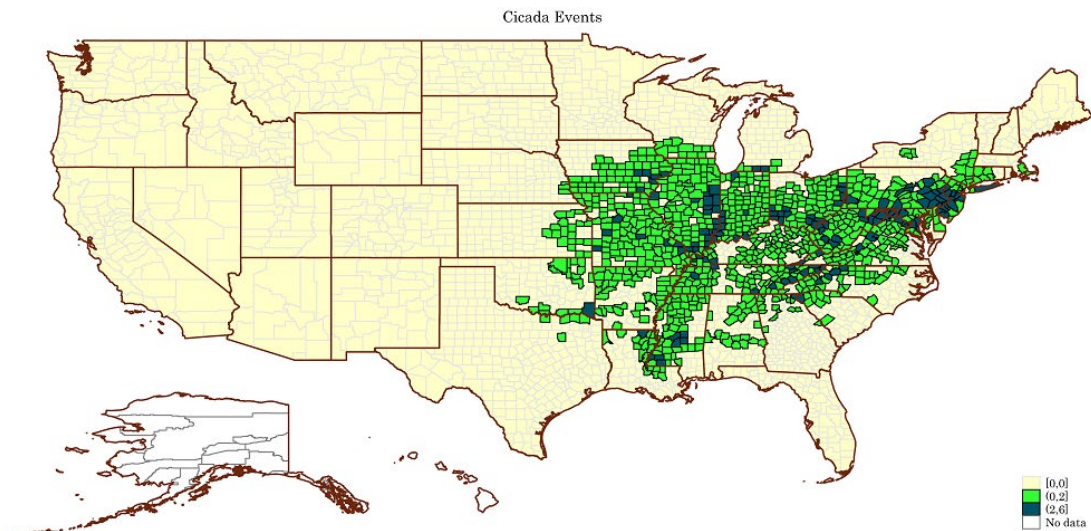 Cicada Events
[0,0]
(0,2]
(2,6]
No data